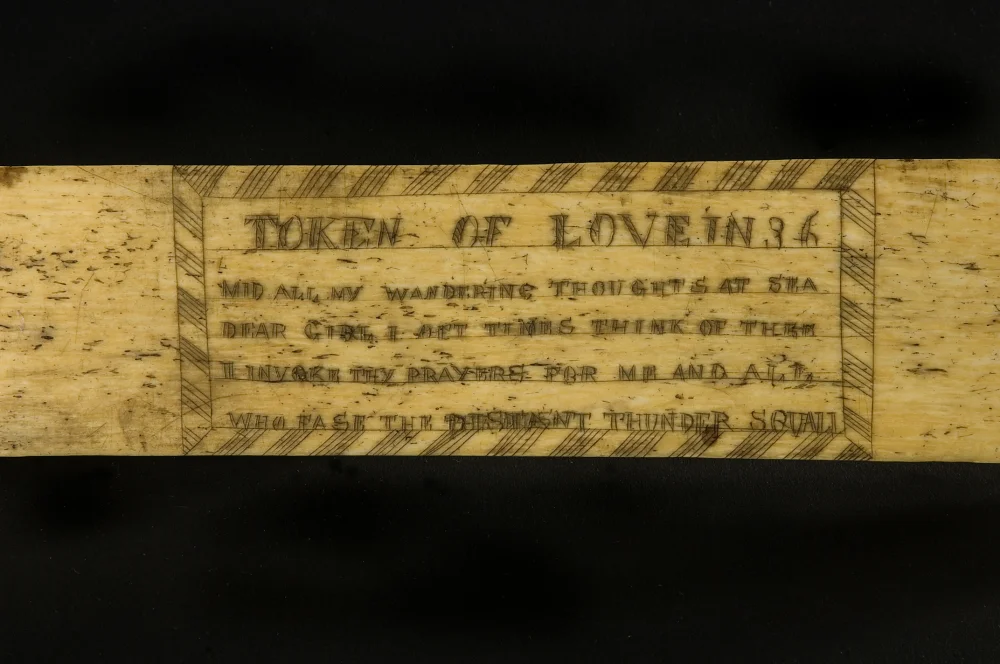 TOKEN OF LOVE IN 36
MID ALL MY WANDERING THOUGHTS AT SEA
DEAR GIRL I OFT TIMES THINK OF THEE
I INVOKE THY PRAYERS FOR ME AND ALL
WHO FASE THE THUNDER SQUALL